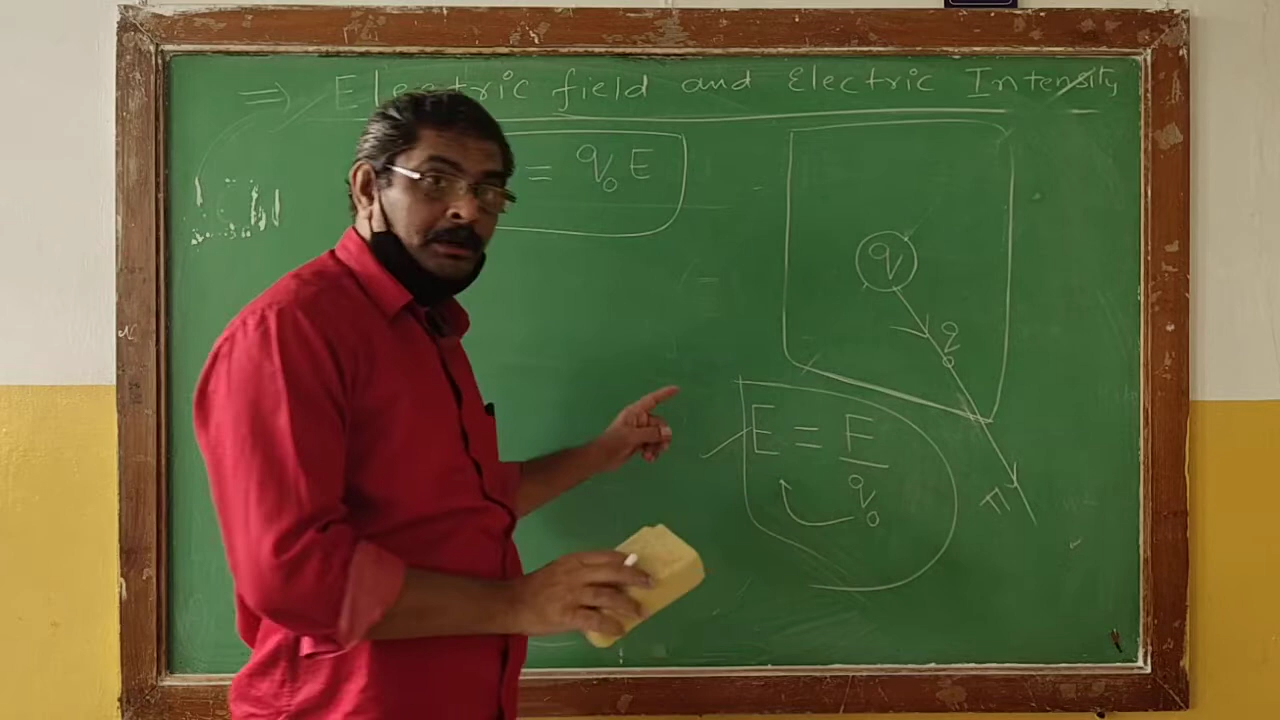 ⇒ Electric field and Electric Intensity
= q₀ E
q
q₀
E = F
q₀